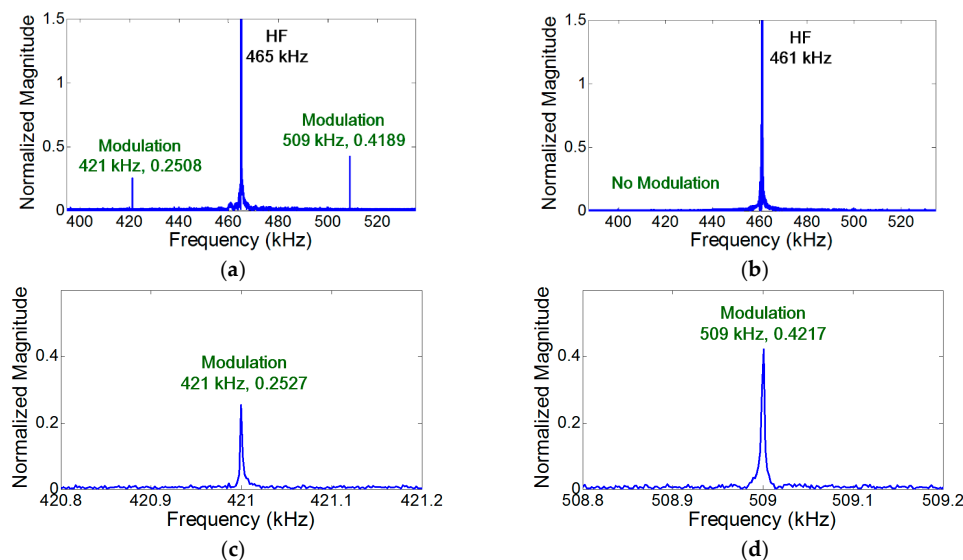 1.5
1
0.5
0
Normalized Magnitude
HF
465 kHz
Modulation
421 kHz, 0.2508
Modulation
509 kHz, 0.4189
400 420 440 460 480 500 520
Frequency (kHz)
(a)
1.5
1
0.5
0
Normalized Magnitude
HF
461 kHz
No Modulation
400 420 440 460 480 500 520
Frequency (kHz)
(b)
0.4
0.2
0
Normalized Magnitude
Modulation
421 kHz, 0.2527
420.8 420.9 421 421.1 421.2
Frequency (kHz)
(c)
0.4
0.2
0
Normalized Magnitude
Modulation
509 kHz, 0.4217
508.8 508.9 509 509.1 509.2
Frequency (kHz)
(d)